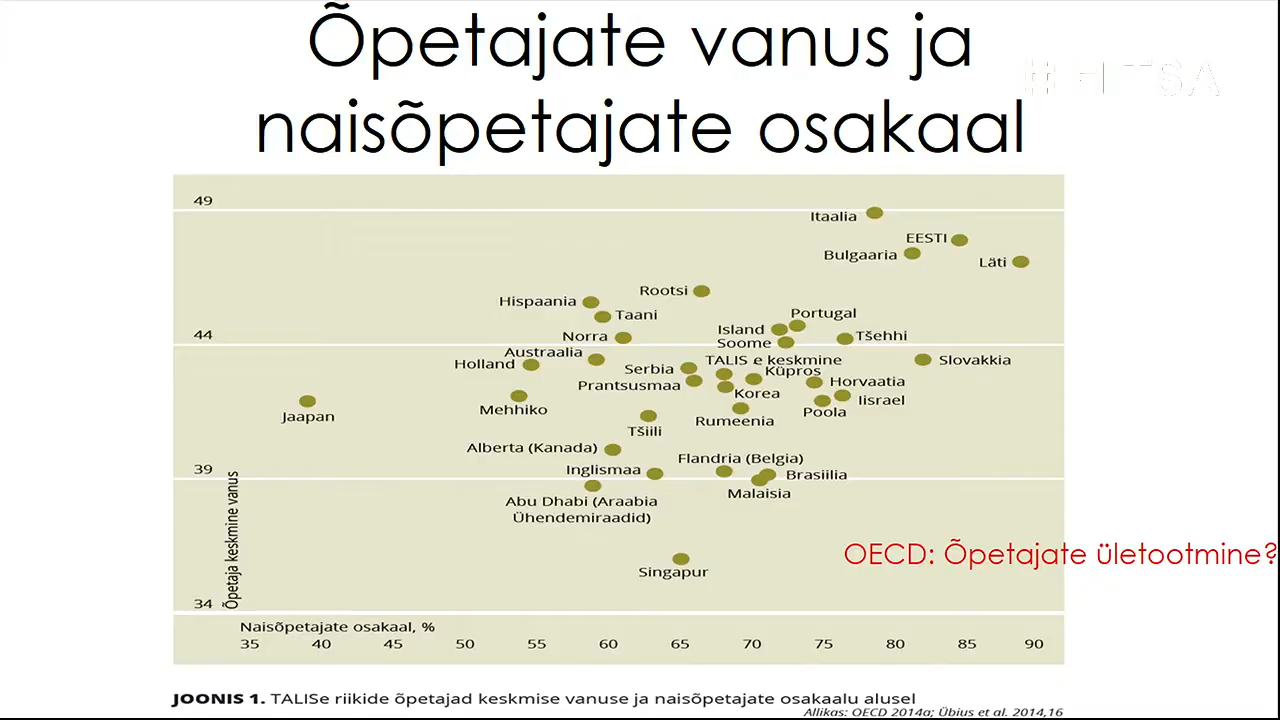 Õpetajate vanus ja
naisõpetajate osakaal
# HITSA
49
Itaalia
EESTI
Bulgaaria
Läti
Rootsi
Hispaania
Taani
Portugal
44
Norra
Island
Soome
Tšehhi
Austraalia
Holland
Serbia
TALIS e keskmine
Küpros
Slovakkia
Prantsusmaa
Korea
Horvaatia
Iisrael
Jaapan
Mehhiko
Tšiili
Rumeenia
Poola
Alberta (Kanada)
39
Inglismaa
Flandria (Belgia)
Brasiilia
Malaisia
Abu Dhabi (Araabia
Ühendemiraadid)
Õpetaja keskmine vanus
OECD: Õpetajate ületootmine?
Singapur
34
Naisõpetajate osakaal, %
35 40 45 50 55 60 65 70 75 80 85 90
JOONIS 1. TALISe riikide õpetajad keskmise vanuse ja naisõpetajate osakaalu alusel
Allikas: OECD 2014a; Übius et al. 2014,16